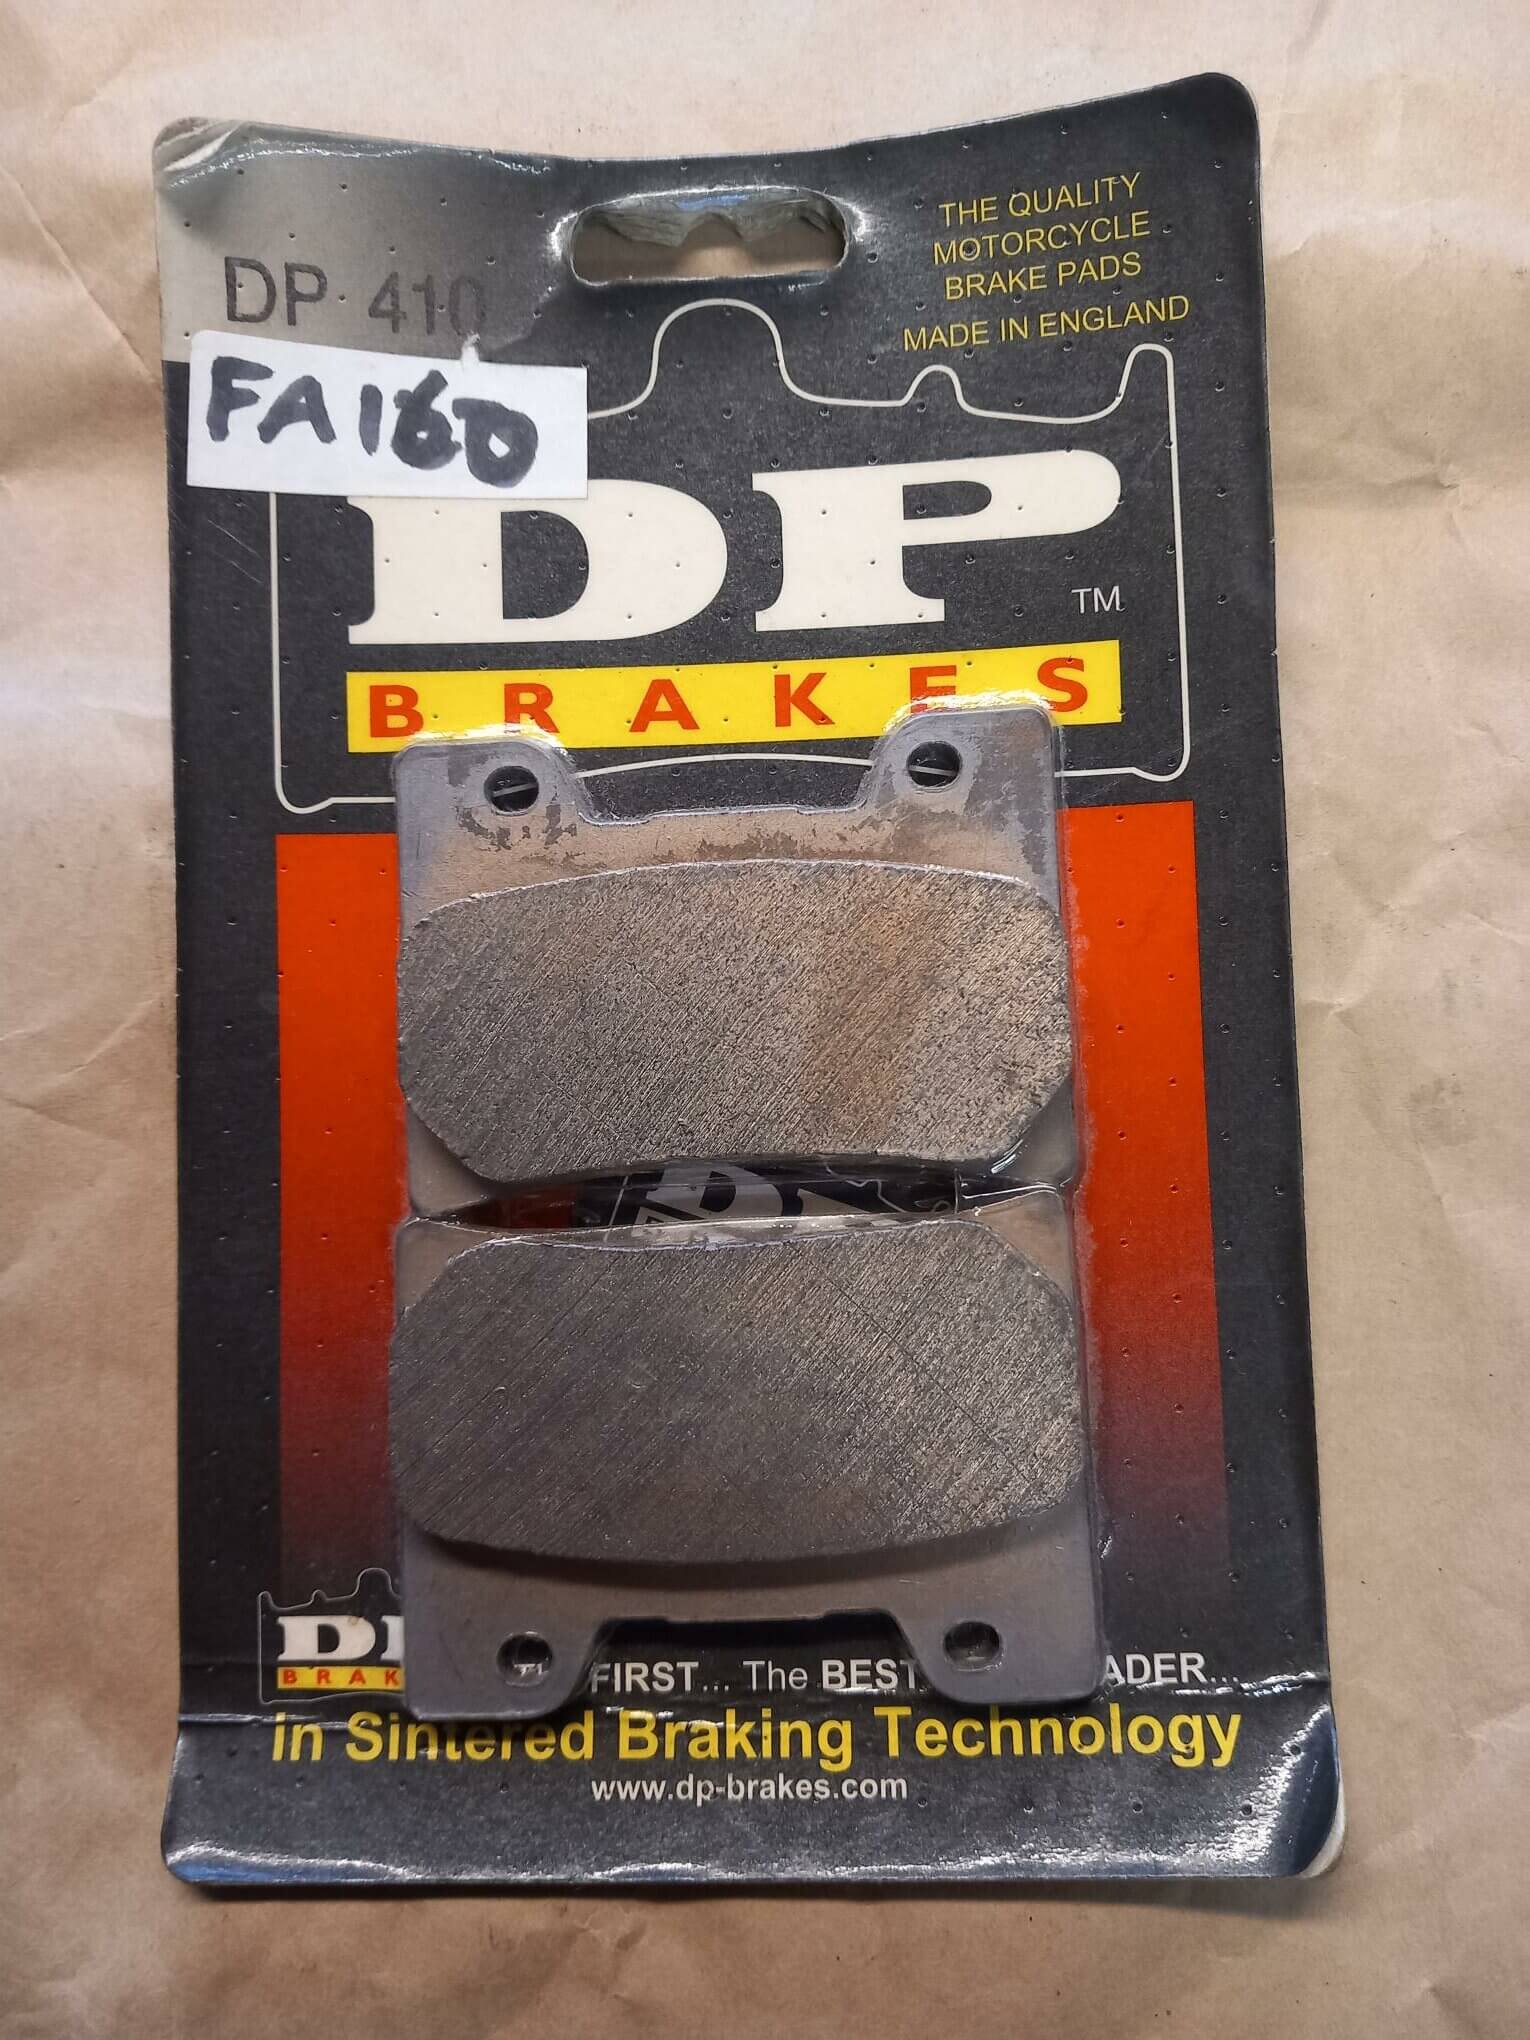 DP 410
THE QUALITY
MOTORCYCLE
BRAKE PADS
MADE IN ENGLAND
FA160
DP
TM
BRAKES
FIRST... The BEST
in Sintered Braking Technology
www.dp-brakes.com